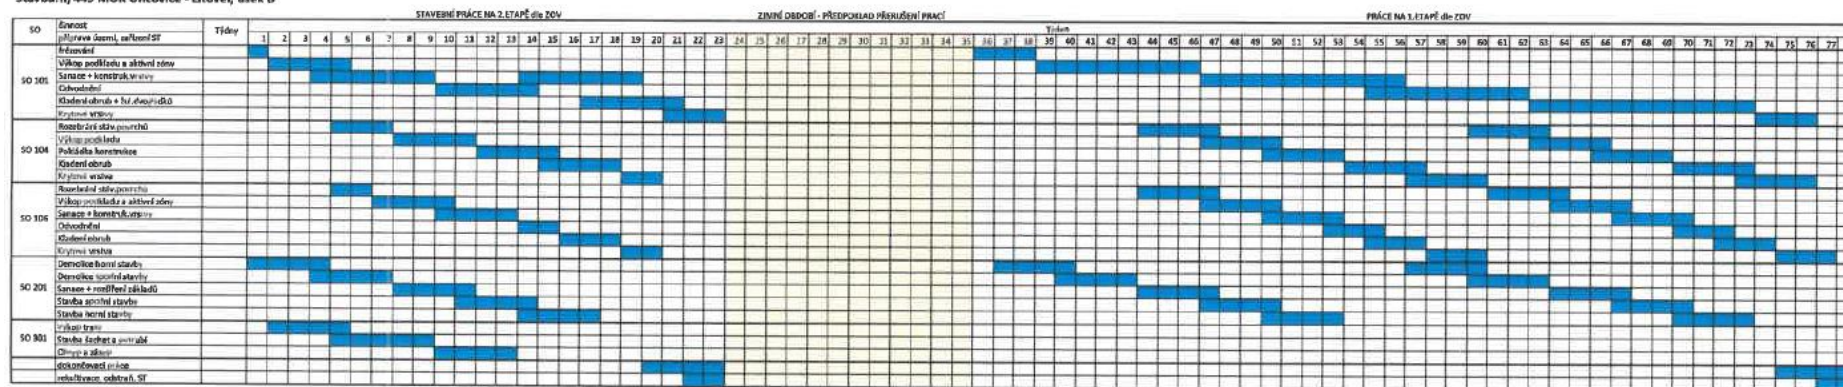 STAVEBNÍ PRÁCE NA 2.ETAPĚ dle ZOV ZIMNÍ OBDOBÍ - PŘEDPOKLAD PŘERUŠENÍ PRACÍ PRÁCE NA 1.ETAPĚ dle ZOV
SO činnost Týdny Týden
příprava území, zařízení ST 1 2 3 4 5 6 7 8 9 10 11 12 13 14 15 16 17 18 19 20 21 22 23 24 25 26 27 28 29 30 31 32 33 34 35 36 37 38 39 40 41 42 43 44 45 46 47 48 49 50 51 52 53 54 55 56 57 58 59 60 61 62 63 64 65 66 67 68 69 70 71 72 73 74 75 76 77
SO 101 frézování
Výkop podkladu a aktivní zóny
Sanace + konstruk.vrstvy
Odvodnění
Kladení obrub +
Krytové vrstvy
SO 104 Rozebrání stáv.povrchů
Výkop podkladu
Pokládka konstrukce
Kladení obrub
Krytová vrstva
SO 106 Rozebrání stáv.povrchů
Výkop podkladu a aktivní zóny
Sanace + konstruk.vrstvy
Odvodnění
Kladení obrub
Krytová vrstva
SO 201 Demolice horní stavby
Demolice spodní stavby
Sanace + rozšíření základů
Stavba spodní stavby
Stavba horní stavby
SO 301 Výkop trasy
Stavba šachet a potrubí
Obsyp a zásyp
dokončovací práce
rekultivace, odstraň. ST